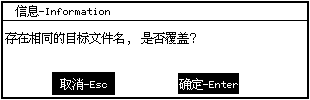 信息-Information
存在相同的目标文件名, 是否覆盖?
取消-Esc 确定-Enter